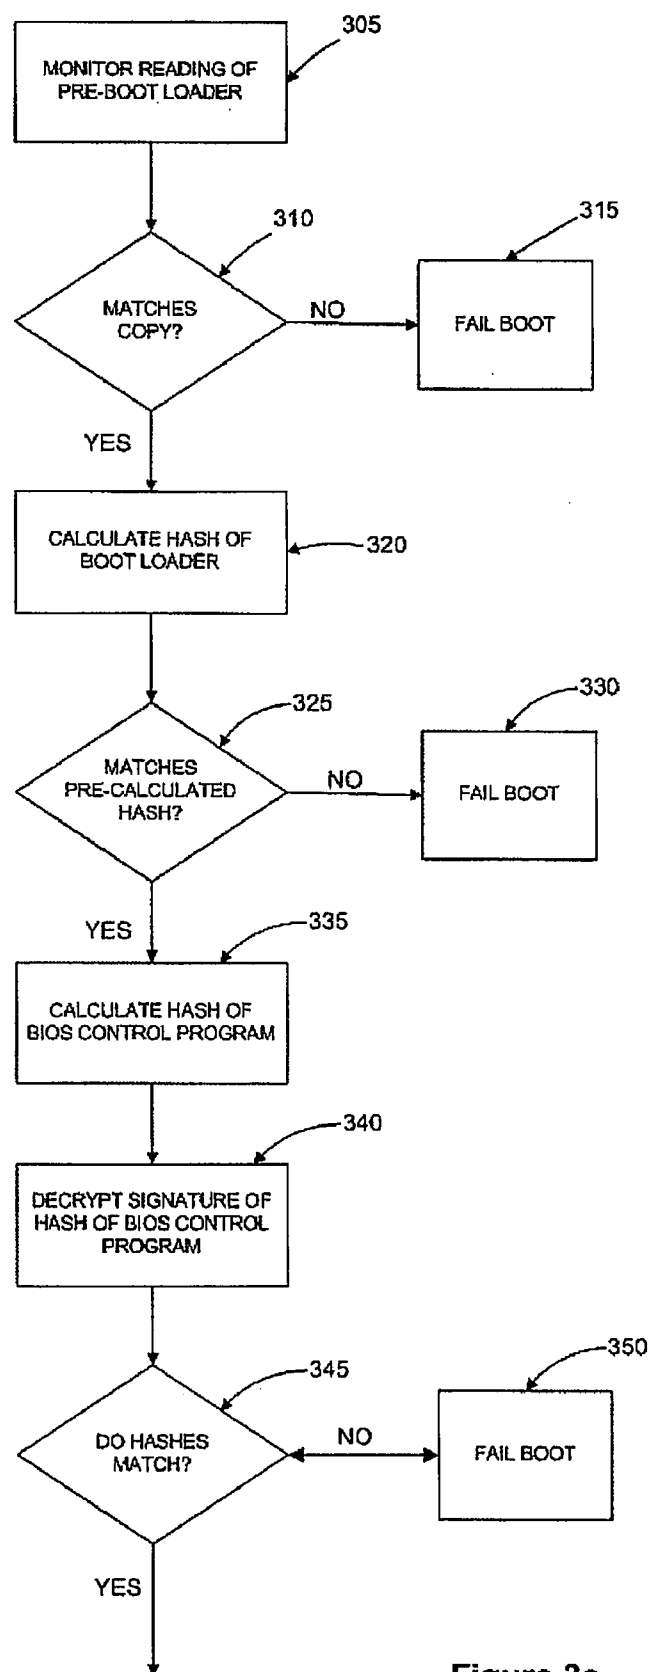 305
MONITOR READING OF
PRE-BOOT LOADER
310
MATCHES
COPY?
NO
315
FAIL BOOT
YES
CALCULATE HASH OF
BOOT LOADER
320
325
MATCHES
PRE-CALCULATED
HASH?
NO
330
FAIL BOOT
YES
335
CALCULATE HASH OF
BIOS CONTROL PROGRAM
340
DECRYPT SIGNATURE OF
HASH OF BIOS CONTROL
PROGRAM
345
DO HASHES
MATCH?
NO
350
FAIL BOOT
YES
Figure